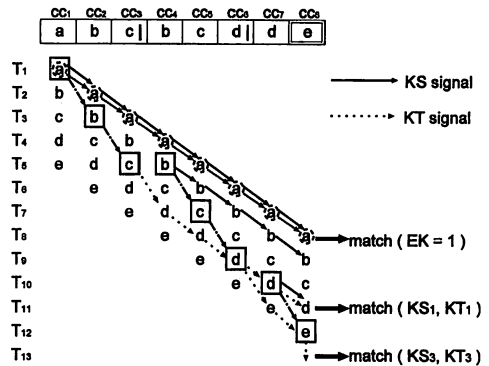 CC1 CC2 CC3 CC4 CC5 CC6 CC7 CC8
a b c b c d d e
T1 a
T2 b a
T3 c b a
T4 d c b a
T5 e d c b a
T6 e d c b a
T7 e d c b a
T8 e d c b a match ( EK = 1 )
T9 e d c b
T10 e d c
T11 e d match ( KS1, KT1 )
T12 e
T13 match ( KS3, KT3 )
KS signal
KT signal